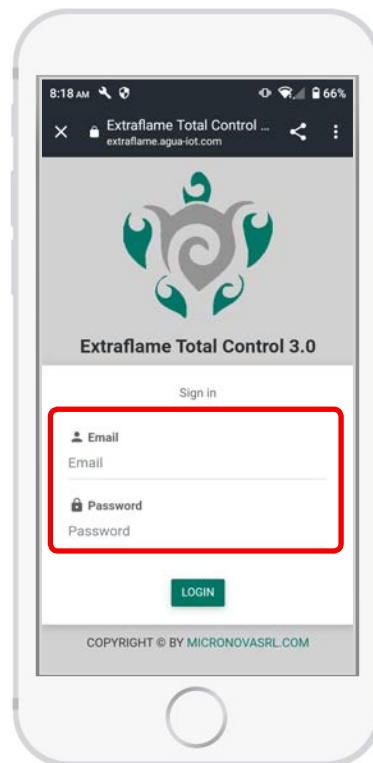 8:18 AM 66%
Extraflame Total Control ...
extraflame.agua-iot.com
Extraflame Total Control 3.0
Sign in
Email
Email
Password
Password
LOGIN
COPYRIGHT © BY MICRONOVASRL.COM